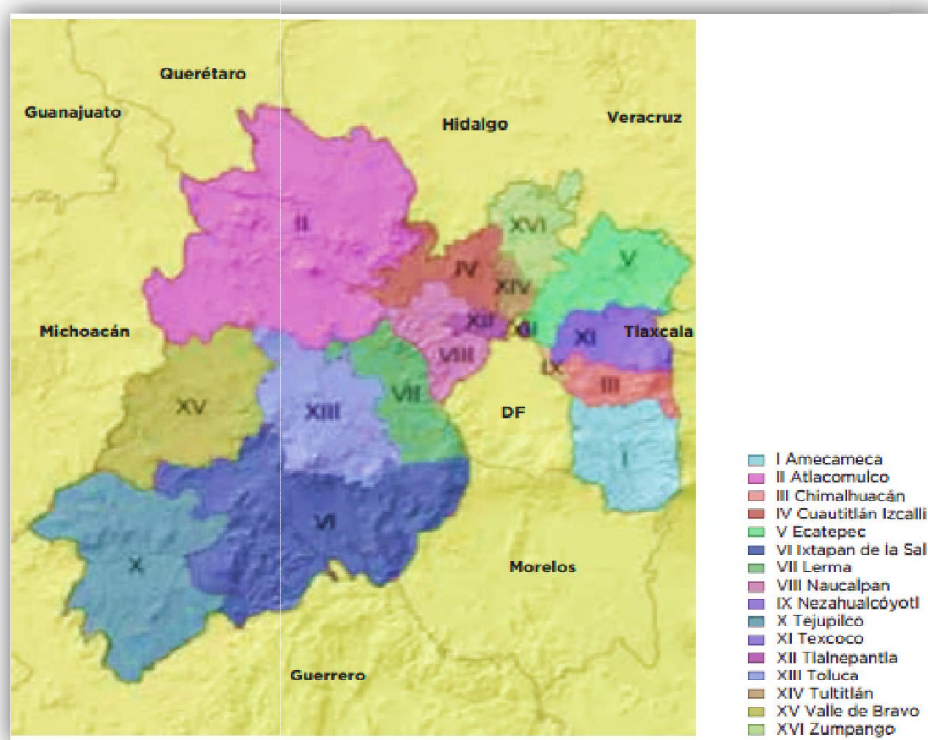 Querétaro
Guanajuato
Hidalgo
Veracruz
II
XVI
V
IV
XIV
Michoacán
XII
XI
Tlaxcala
VIII
IX
III
XV
XIII
VII
DF
I
VI
X
Morelos
Guerrero
I Amecameca
II Atlacomulco
III Chimalhuacán
IV Cuautitlán Izcalli
V Ecatepec
VI Ixtapan de la Sal
VII Lerma
VIII Naucalpan
IX Nezahualcóyotl
X Tejupilco
XI Texcoco
XII Tlalnepantla
XIII Toluca
XIV Tultitlán
XV Valle de Bravo
XVI Zumpango